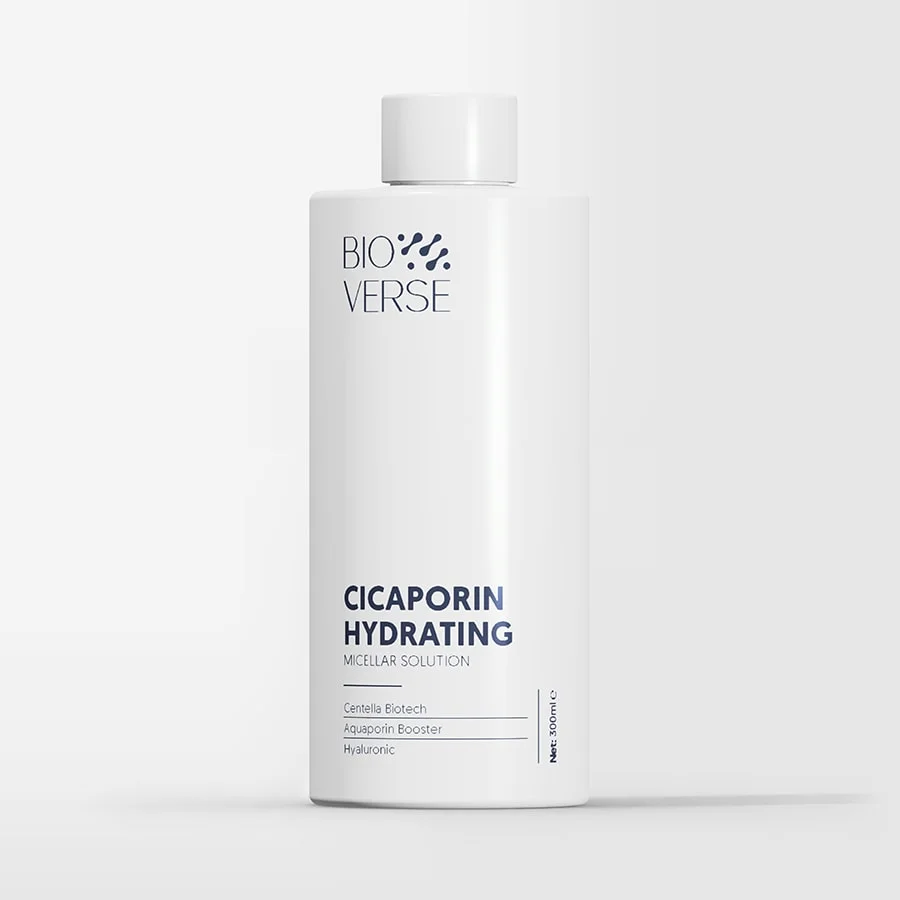 BIO
VERSE
CICAPORIN
HYDRATING
MICELLAR SOLUTION
Centella Biotech
Aquaporin Booster
Hyaluronic
Net: 300ml ℮